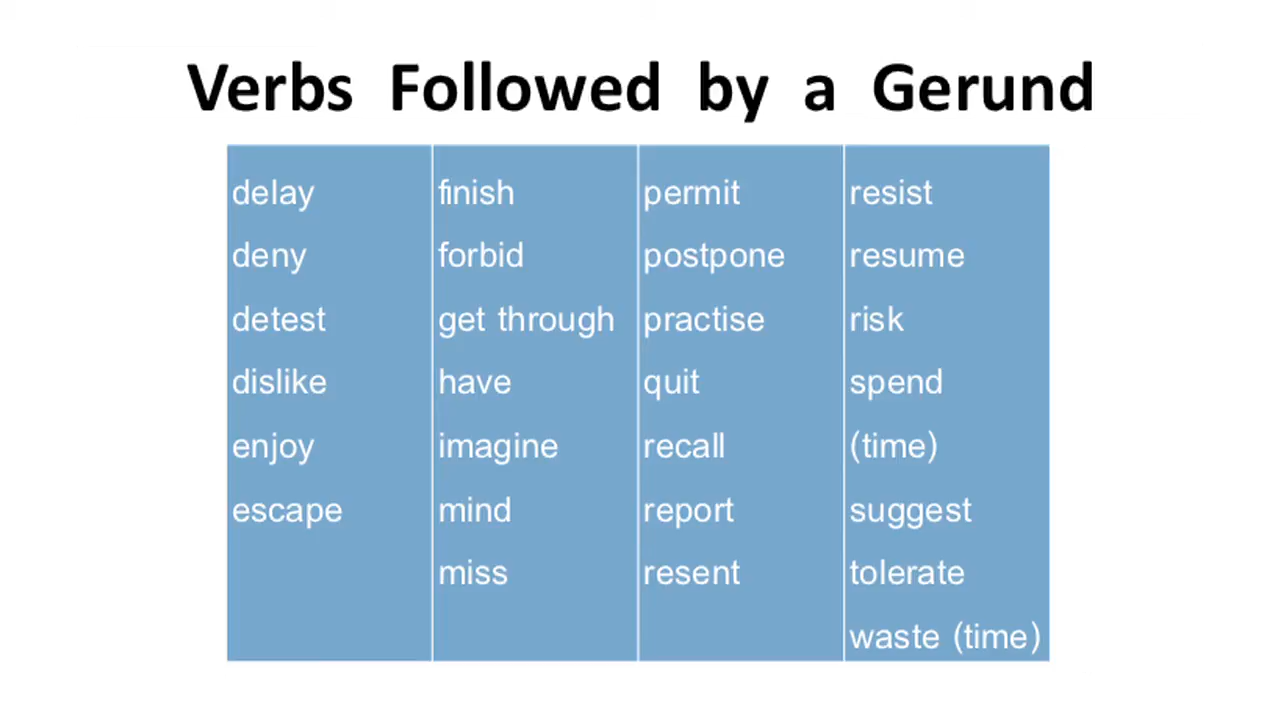 Verbs Followed by a Gerund
delay
deny
detest
dislike
enjoy
escape
finish
forbid
get through
have
imagine
mind
miss
permit
postpone
practise
quit
recall
report
resent
resist
resume
risk
spend
(time)
suggest
tolerate
waste (time)